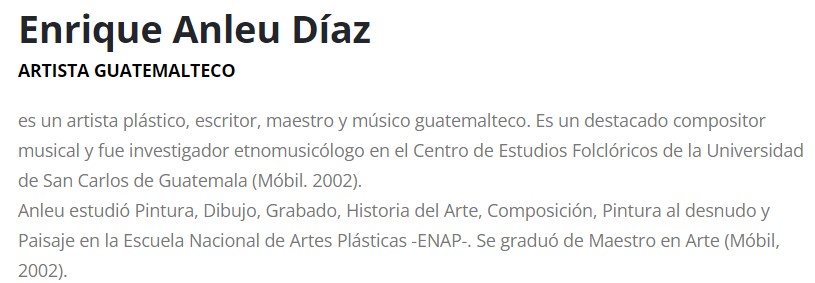 Enrique Anleu Díaz
ARTISTA GUATEMALTECO
es un artista plástico, escritor, maestro y músico guatemalteco. Es un destacado compositor
musical y fue investigador etnomusicólogo en el Centro de Estudios Folclóricos de la Universidad
de San Carlos de Guatemala (Móbil. 2002).
Anleu estudió Pintura, Dibujo, Grabado, Historia del Arte, Composición, Pintura al desnudo y
Paisaje en la Escuela Nacional de Artes Plásticas -ENAP-. Se graduó de Maestro en Arte (Móbil,
2002).